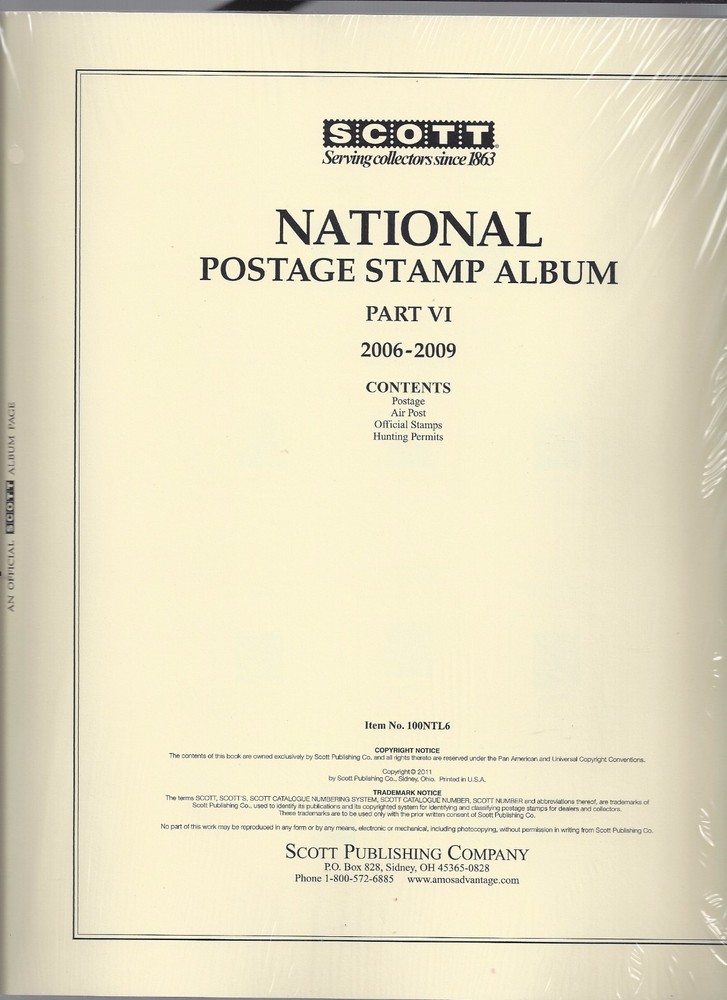 SCOTT
Serving collectors since 1863
NATIONAL
POSTAGE STAMP ALBUM
PART VI
2006-2009
CONTENTS
Postage
Air Post
Official Stamps
Hunting Permits
AN OFFICIAL SCOTT ALBUM PAGE
Item No. 100NTL6
COPYRIGHT NOTICE
The contents of this book are owned exclusively by Scott Publishing Co. and all rights thereto are reserved under the Pan American and Universal Copyright Conventions.
Copyright © 2011
by Scott Publishing Co., Sidney, Ohio. Printed in U.S.A.
TRADEMARK NOTICE
The terms SCOTT, SCOTT'S, SCOTT CATALOGUE NUMBERING SYSTEM, SCOTT CATALOGUE NUMBER, SCOTT NUMBER and abbreviations thereof, are trademarks of
Scott Publishing Co., used to identify its publications and its copyrighted system for identifying and classifying postage stamps for dealers and collectors.
These trademarks are to be used only with the prior written consent of Scott Publishing Co.
No part of this work may be reproduced in any form or by any means, electronic or mechanical, including photocopying, without permission in writing from Scott Publishing Co.
SCOTT PUBLISHING COMPANY
P.O. Box 828, Sidney, OH 45365-0828
Phone 1-800-572-6885 www.amosadvantage.com